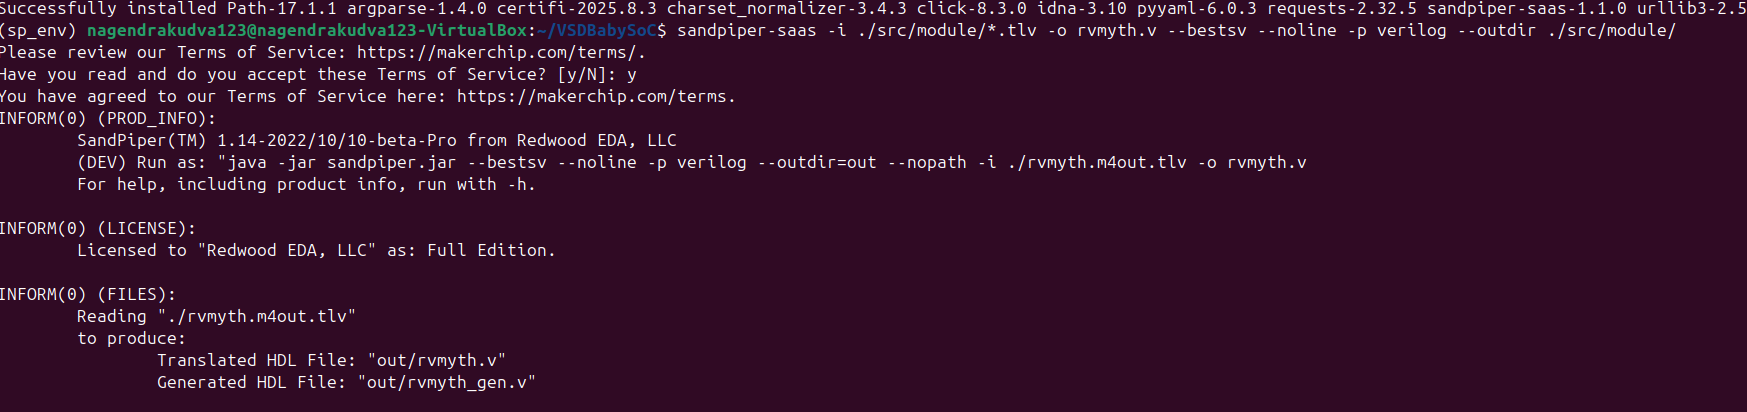 Successfully installed Path-17.1.1 argparse-1.4.0 certifi-2025.8.3 charset_normalizer-3.4.3 click-8.3.0 idna-3.10 pyyaml-6.0.3 requests-2.32.5 sandpiper-saas-1.1.0 urllib3-2.5
(sp_env) nagendrakudva123@nagendrakudva123-VirtualBox:~/VSDBabySoC$ sandpiper-saas -i ./src/module/*.tlv -o rvmyth.v --bestsv --noline -p verilog --outdir ./src/module/
Please review our Terms of Service: https://makerchip.com/terms/.
Have you read and do you accept these Terms of Service? [y/N]: y
You have agreed to our Terms of Service here: https://makerchip.com/terms.
INFORM(0) (PROD_INFO):
SandPiper(TM) 1.14-2022/10/10-beta-Pro from Redwood EDA, LLC
(DEV) Run as: "java -jar sandpiper.jar --bestsv --noline -p verilog --outdir=out --nopath -i ./rvmyth.m4out.tlv -o rvmyth.v
For help, including product info, run with -h.
INFORM(0) (LICENSE):
Licensed to "Redwood EDA, LLC" as: Full Edition.
INFORM(0) (FILES):
Reading "./rvmyth.m4out.tlv"
to produce:
Translated HDL File: "out/rvmyth.v"
Generated HDL File: "out/rvmyth_gen.v"